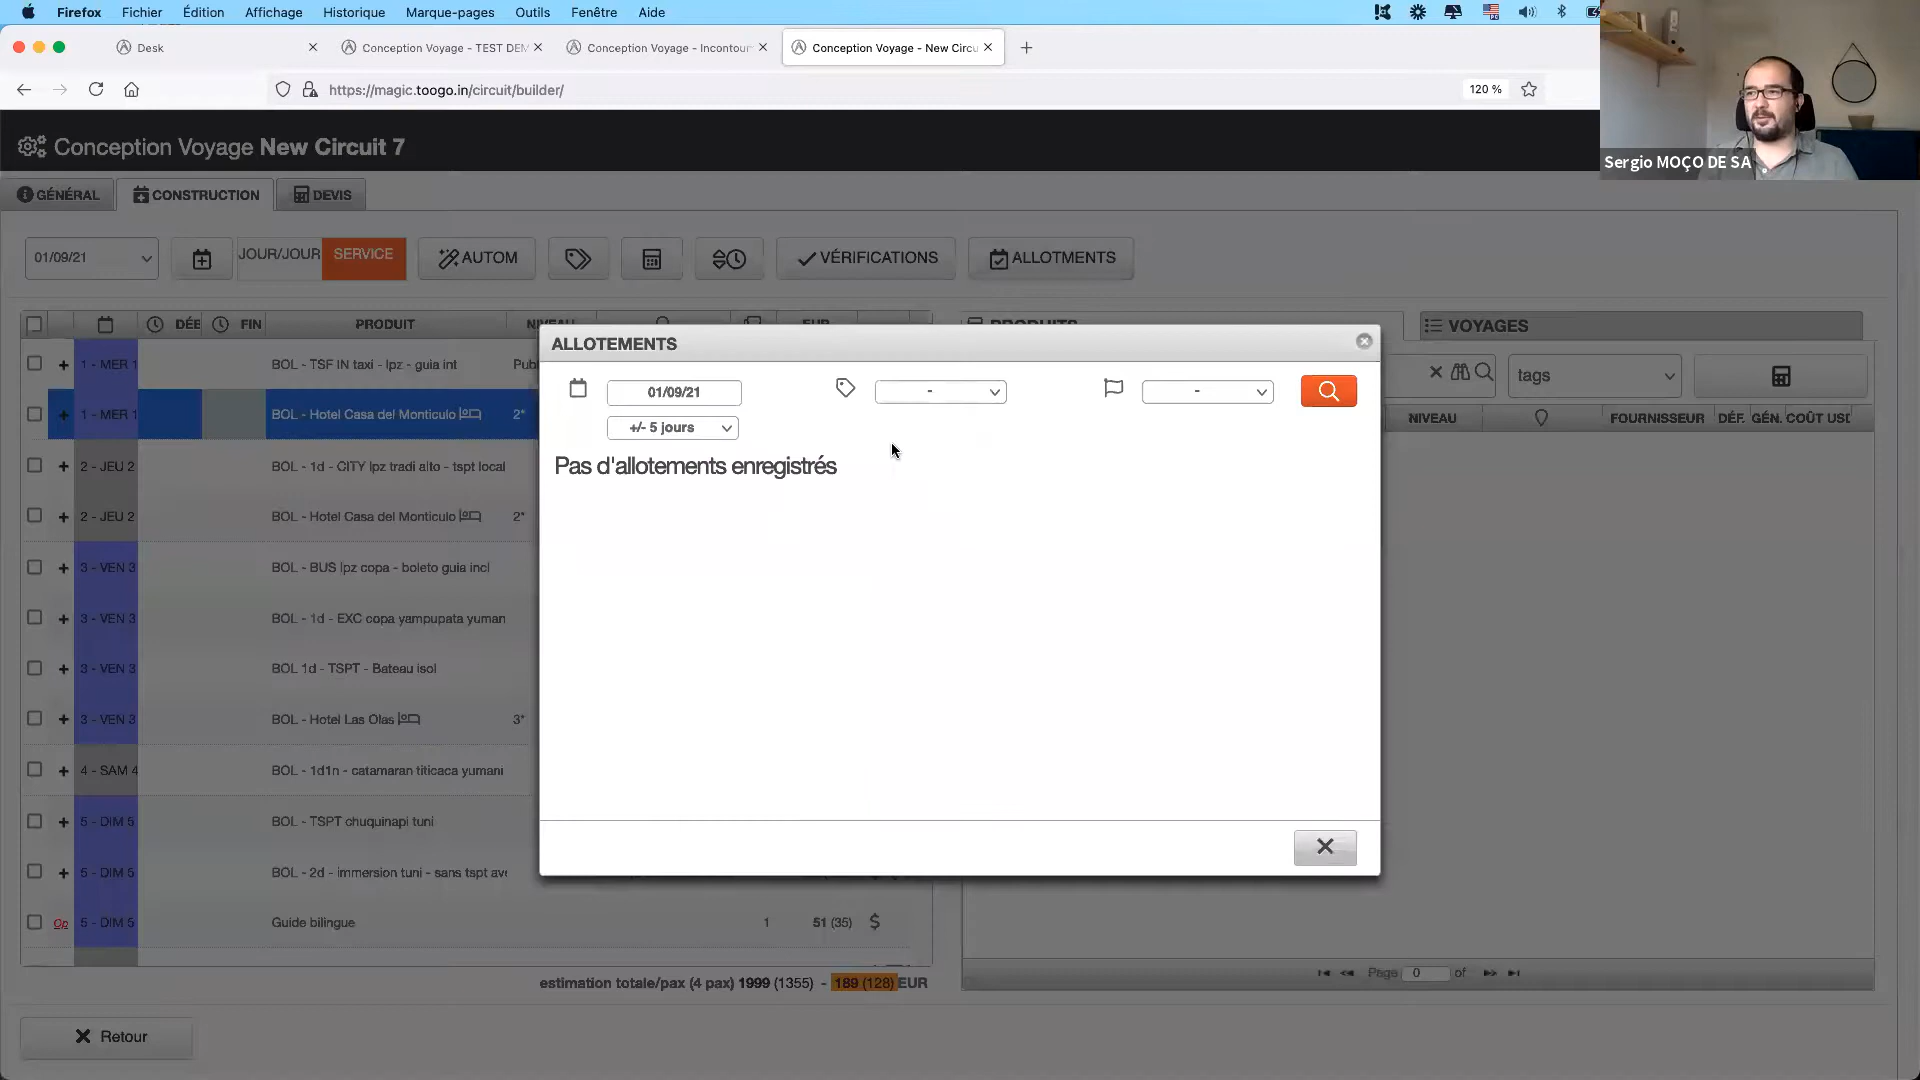 Firefox Fichier Édition Affichage Historique Marque-pages Outils Fenêtre Aide
Desk
Conception Voyage - TEST DEM
Conception Voyage - Incontour
Conception Voyage - New Circu
https://magic.toogo.in/circuit/builder/
120 %
Sergio MOÇO DE SA
Conception Voyage New Circuit 7
GÉNÉRAL CONSTRUCTION DEVIS
01/09/21 JOUR/JOUR SERVICE AUTOM VÉRIFICATIONS ALLOTMENTS
FIN PRODUIT
PRODUITS VOYAGES
tags
NIVEAU FOURNISSEUR DÉF. GÉN. COÛT USD
1 - MER 1 BOL - TSF IN taxi - lpz - guia int Pub
1 - MER 1 BOL - Hotel Casa del Monticulo 2*
2 - JEU 2 BOL - 1d - CITY lpz tradi alto - tspt local
2 - JEU 2 BOL - Hotel Casa del Monticulo 2*
3 - VEN 3 BOL - BUS lpz copa - boleto guia incl
3 - VEN 3 BOL - 1d - EXC copa yampupata yuman
3 - VEN 3 BOL 1d - TSPT - Bateau isol
3 - VEN 3 BOL - Hotel Las Olas 3*
4 - SAM 4 BOL - 1d1n - catamaran titicaca yumani
5 - DIM 5 BOL - TSPT chuquinapi tuni
5 - DIM 5 BOL - 2d - immersion tuni - sans tspt ave
Op 5 - DIM 5 Guide bilingue 1 51 (35) $
ALLOTEMENTS
01/09/21 - -
+/- 5 jours
Pas d'allotements enregistrés
estimation totale/pax (4 pax) 1999 (1355) - 189 (128) EUR
Page 0 of
Retour